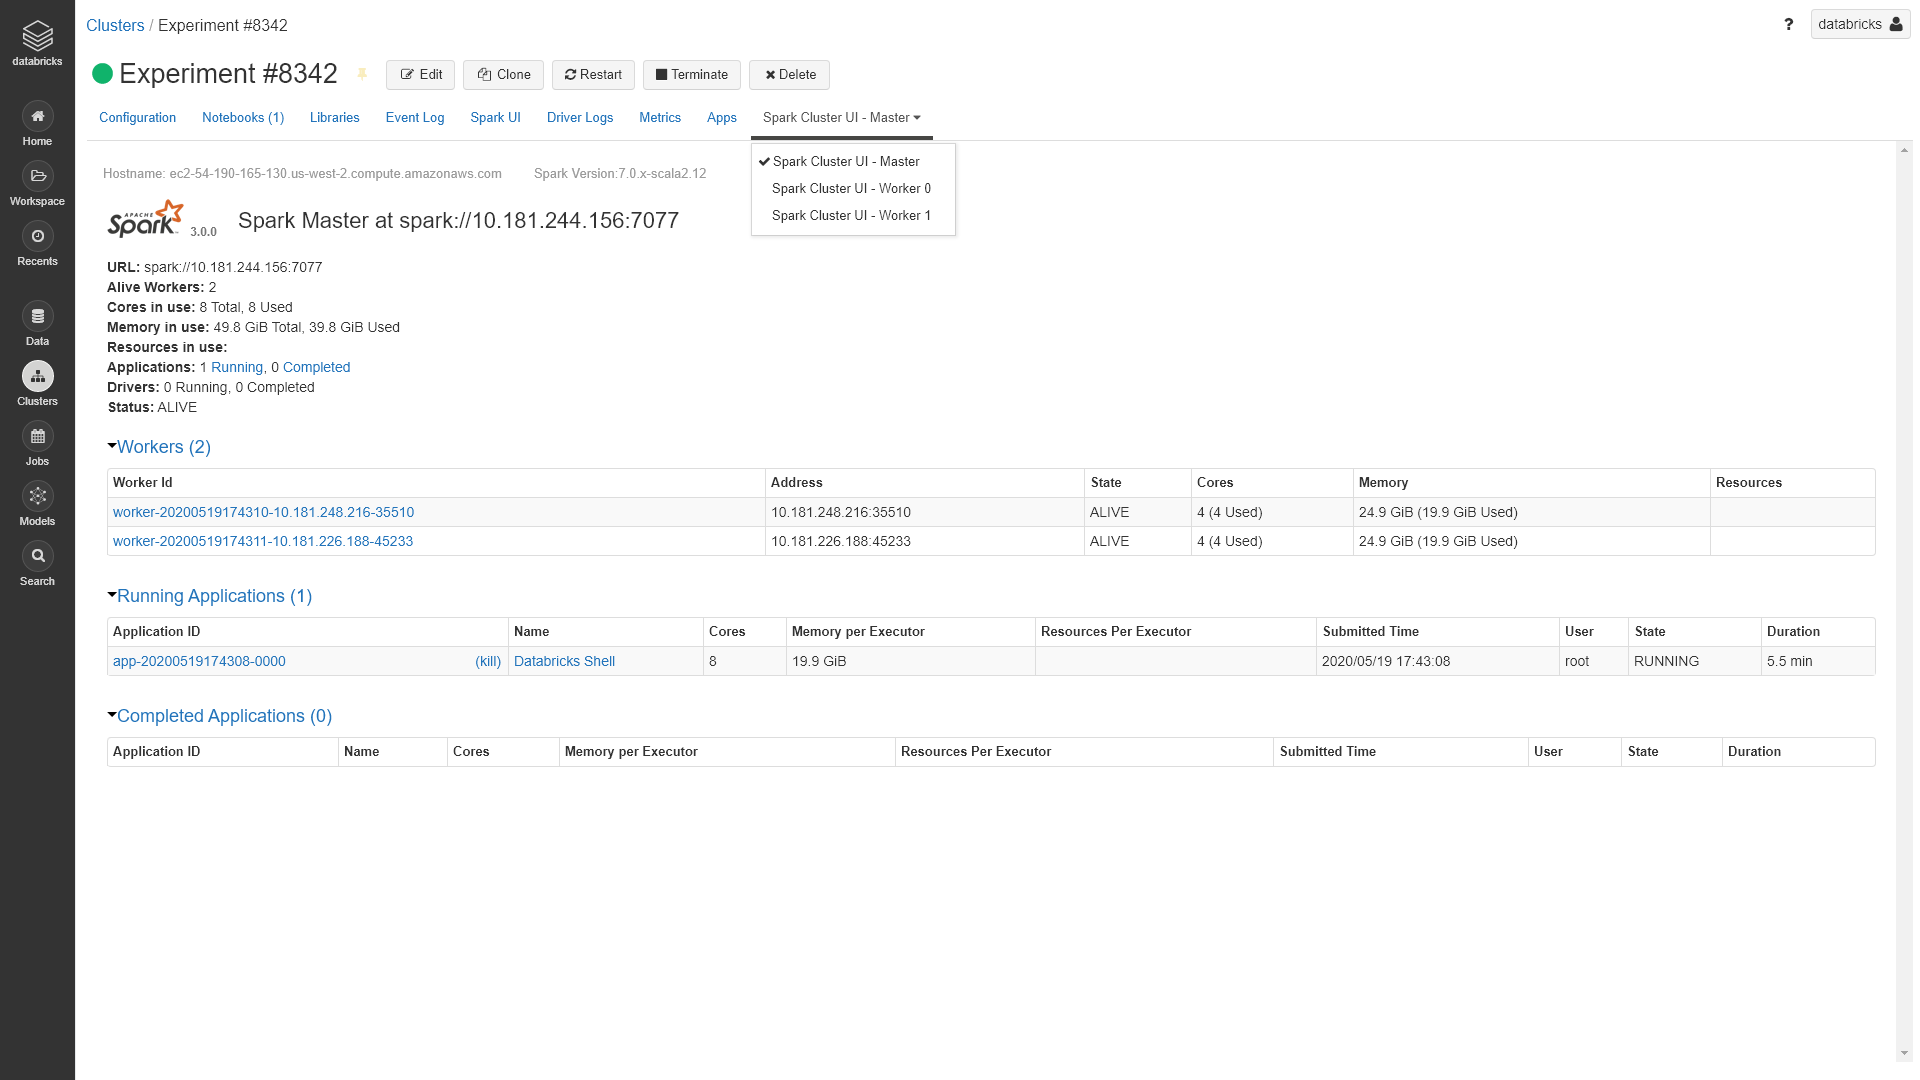 databricks
Home
Workspace
Recents
Data
Clusters
Jobs
Models
Search
Clusters / Experiment #8342
? databricks
Experiment #8342 Edit Clone Restart Terminate Delete
Configuration Notebooks (1) Libraries Event Log Spark UI Driver Logs Metrics Apps Spark Cluster UI - Master
Spark Cluster UI - Master
Spark Cluster UI - Worker 0
Spark Cluster UI - Worker 1
Hostname: ec2-54-190-165-130.us-west-2.compute.amazonaws.com Spark Version:7.0.x-scala2.12
APACHE Spark 3.0.0 Spark Master at spark://10.181.244.156:7077
URL: spark://10.181.244.156:7077
Alive Workers: 2
Cores in use: 8 Total, 8 Used
Memory in use: 49.8 GiB Total, 39.8 GiB Used
Resources in use:
Applications: 1 Running, 0 Completed
Drivers: 0 Running, 0 Completed
Status: ALIVE
Workers (2)
Worker Id Address State Cores Memory Resources
worker-20200519174310-10.181.248.216-35510 10.181.248.216:35510 ALIVE 4 (4 Used) 24.9 GiB (19.9 GiB Used)
worker-20200519174311-10.181.226.188-45233 10.181.226.188:45233 ALIVE 4 (4 Used) 24.9 GiB (19.9 GiB Used)
Running Applications (1)
Application ID Name Cores Memory per Executor Resources Per Executor Submitted Time User State Duration
app-20200519174308-0000 (kill) Databricks Shell 8 19.9 GiB 2020/05/19 17:43:08 root RUNNING 5.5 min
Completed Applications (0)
Application ID Name Cores Memory per Executor Resources Per Executor Submitted Time User State Duration